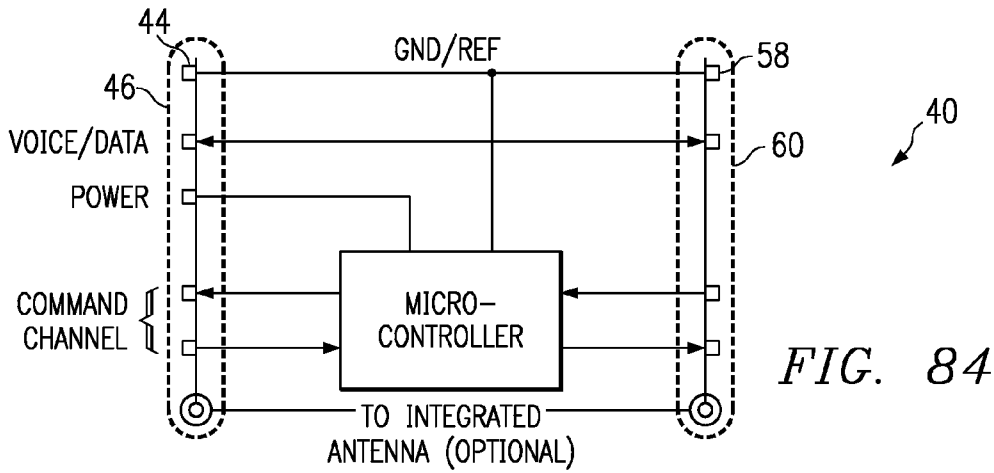 44
GND/REF
58
46
40
VOICE/DATA
60
POWER
COMMAND
CHANNEL
MICRO-
CONTROLLER
FIG. 84
TO INTEGRATED
ANTENNA (OPTIONAL)